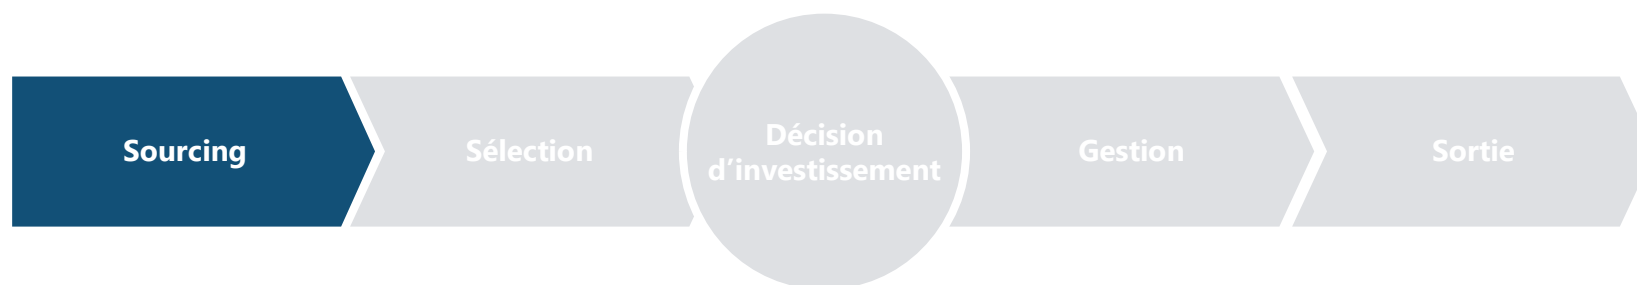 Sourcing
Sélection
Décision
d’investissement
Gestion
Sortie